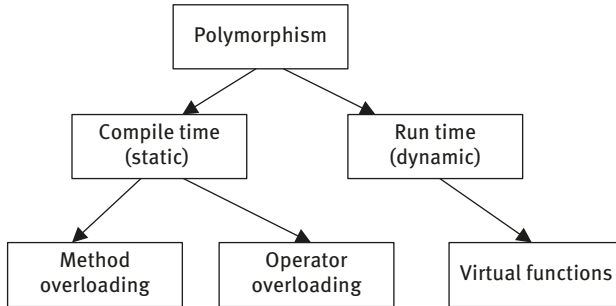 Polymorphism
Compile time
(static)
Run time
(dynamic)
Method
overloading
Operator
overloading
Virtual functions